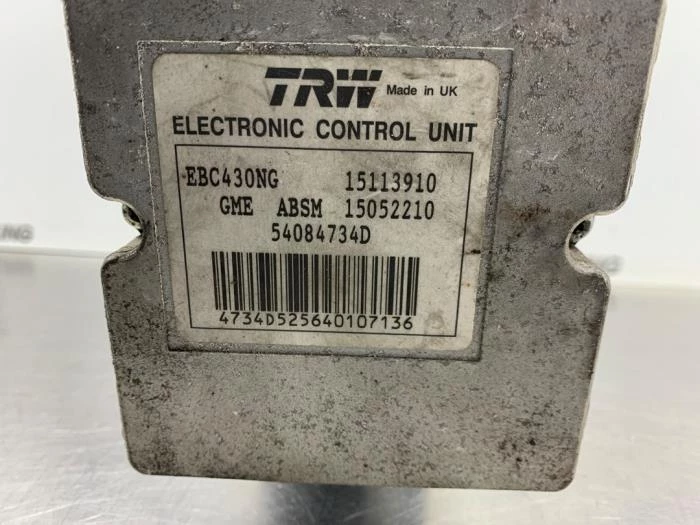 TRW Made in UK
ELECTRONIC CONTROL UNIT
EBC430NG 15113910
GME ABSM 15052210
54084734D
4734D525640107136